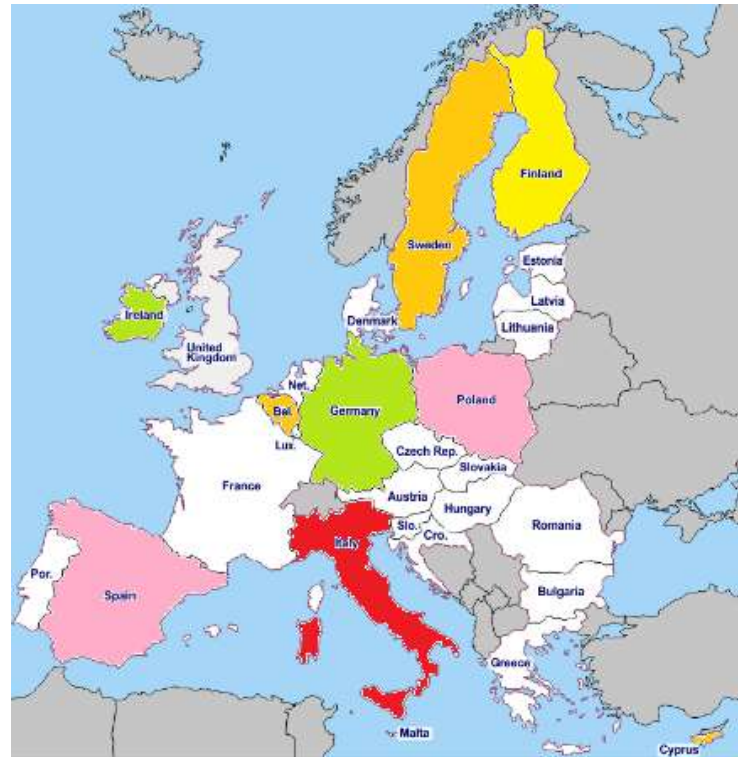 Finland
Sweden
Estonia
Latvia
Lithuania
Denmark
Ireland
United
Kingdom
Net.
Bel.
Germany
Poland
Lux.
Czech Rep.
Slovakia
France
Austria
Hungary
Slo.
Cro.
Romania
Italy
Por.
Spain
Bulgaria
Greece
Malta
Cyprus